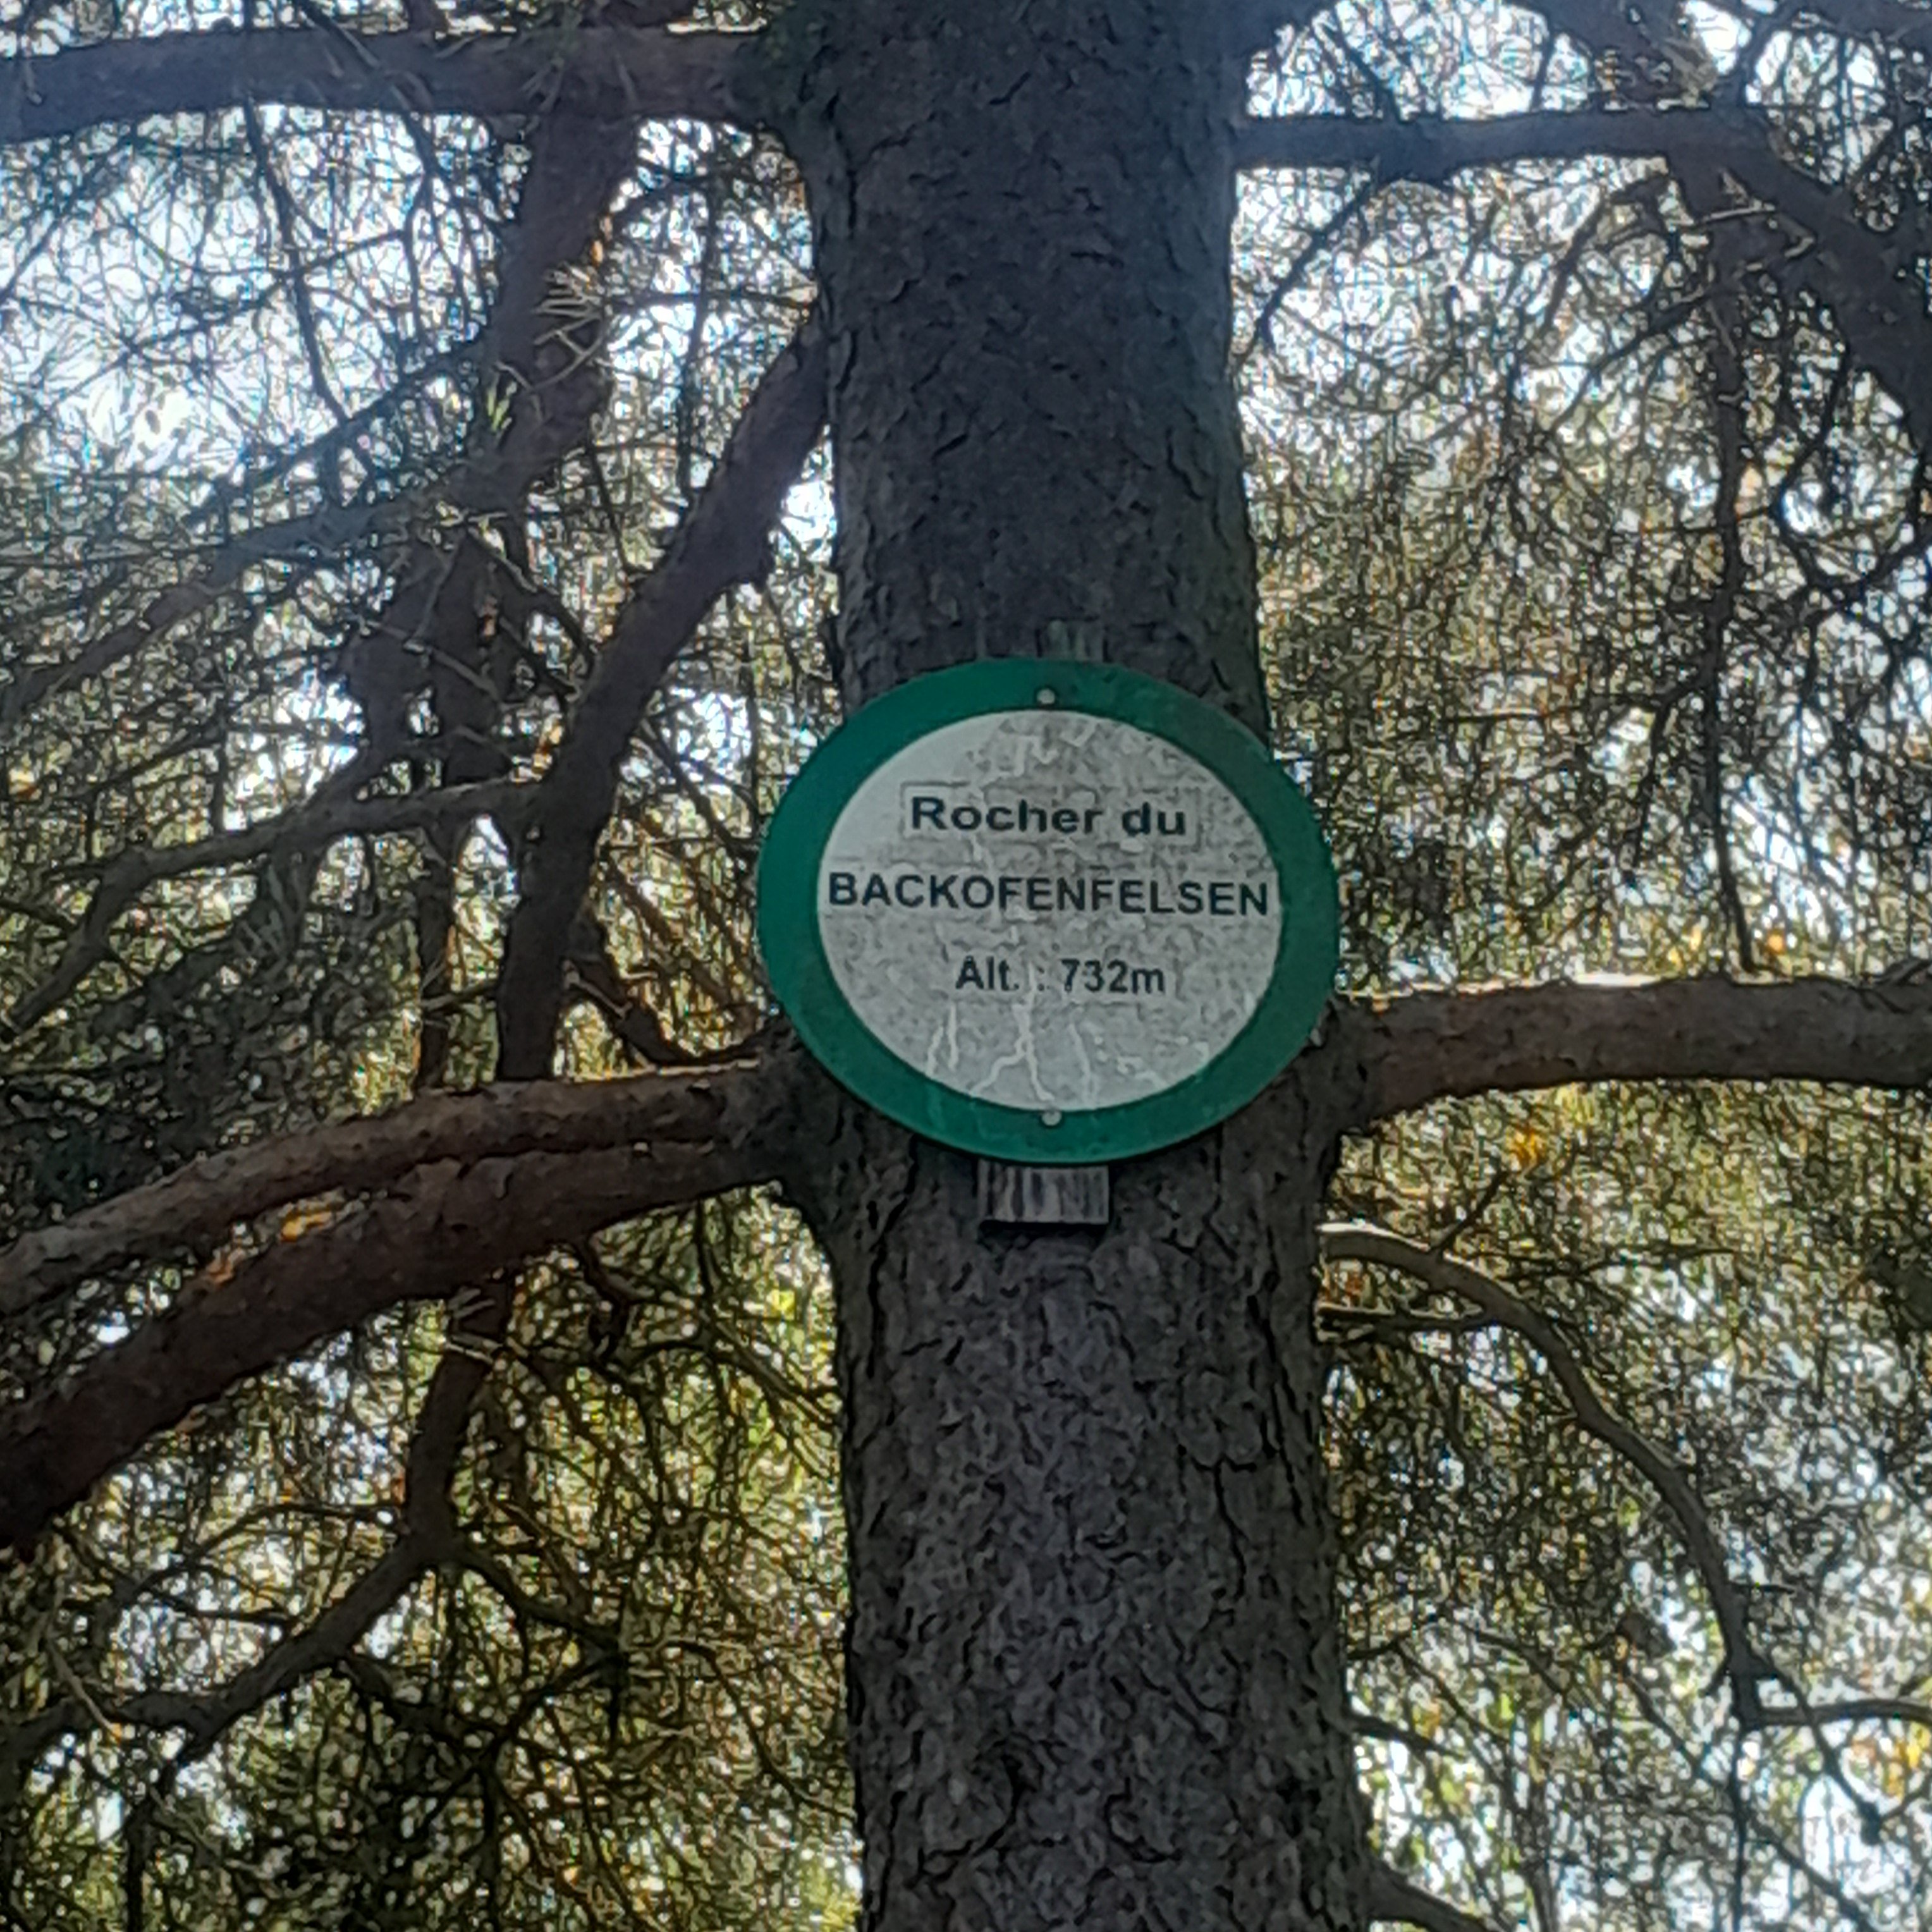 Rocher du
BACKOFENFELSEN
Alt. : 732m